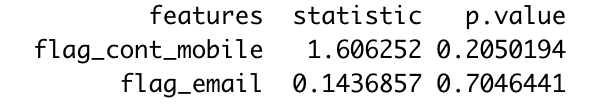 features statistic p.value
flag_cont_mobile 1.606252 0.2050194
flag_email 0.1436857 0.7046441